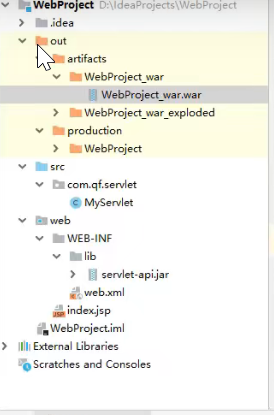 WebProject D:\IdeaProjects\WebProject
.idea
out
artifacts
WebProject_war
WebProject_war.war
WebProject_war_exploded
production
WebProject
src
com.qf.servlet
MyServlet
web
WEB-INF
lib
servlet-api.jar
web.xml
index.jsp
WebProject.iml
External Libraries
Scratches and Consoles